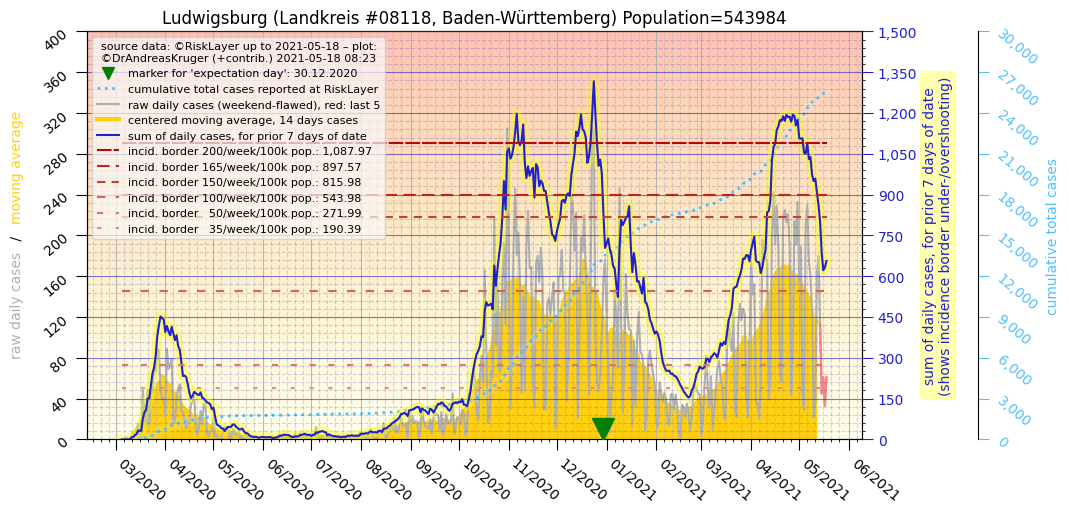 Ludwigsburg (Landkreis #08118, Baden-Württemberg) Population=543984
source data: ©RiskLayer up to 2021-05-18 – plot:
©DrAndreasKruger (+contrib.) 2021-05-18 08:23
marker for 'expectation day': 30.12.2020
cumulative total cases reported at RiskLayer
raw daily cases (weekend-flawed), red: last 5
centered moving average, 14 days cases
sum of daily cases, for prior 7 days of date
incid. border 200/week/100k pop.: 1,087.97
incid. border 165/week/100k pop.: 897.57
incid. border 150/week/100k pop.: 815.98
incid. border 100/week/100k pop.: 543.98
incid. border   50/week/100k pop.: 271.99
incid. border   35/week/100k pop.: 190.39
raw daily cases   /   moving average
400
360
320
280
240
200
160
120
80
40
0
03/2020
04/2020
05/2020
06/2020
07/2020
08/2020
09/2020
10/2020
11/2020
12/2020
01/2021
02/2021
03/2021
04/2021
05/2021
06/2021
1,500
1,350
1,200
1,050
900
750
600
450
300
150
0
sum of daily cases, for prior 7 days of date
(shows incidence border under-/overshooting)
30,000
27,000
24,000
21,000
18,000
15,000
12,000
9,000
6,000
3,000
0
cumulative total cases